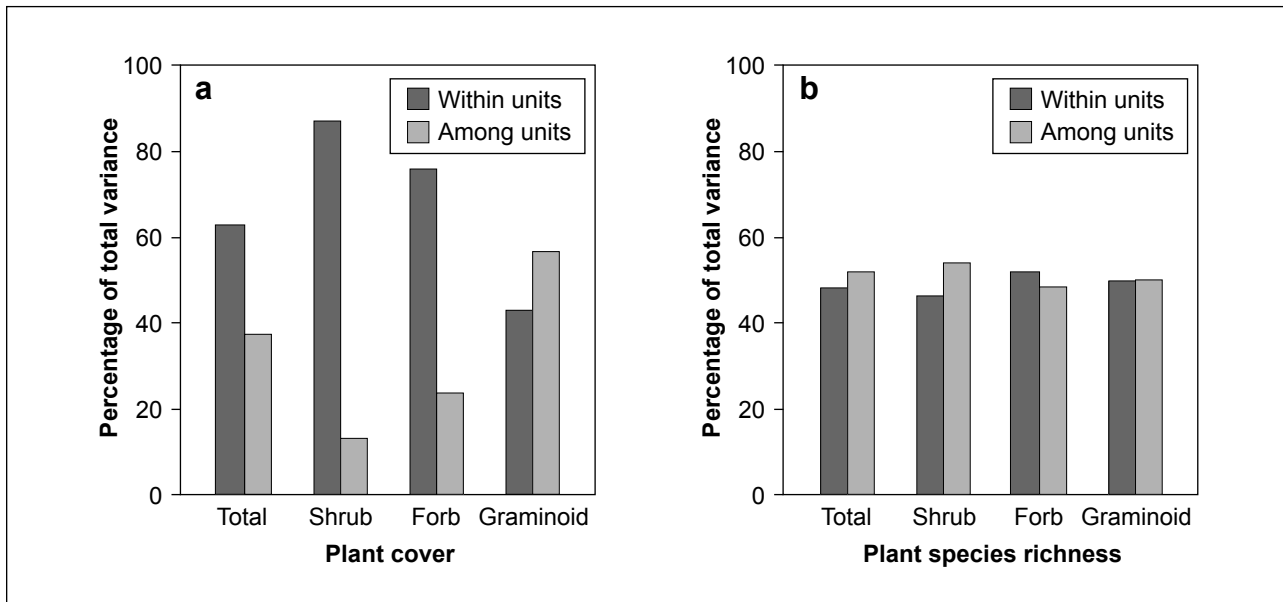 a
Within units
Among units
Percentage of total variance
100
80
60
40
20
0
Total Shrub Forb Graminoid
Plant cover
b
Within units
Among units
Percentage of total variance
100
80
60
40
20
0
Total Shrub Forb Graminoid
Plant species richness